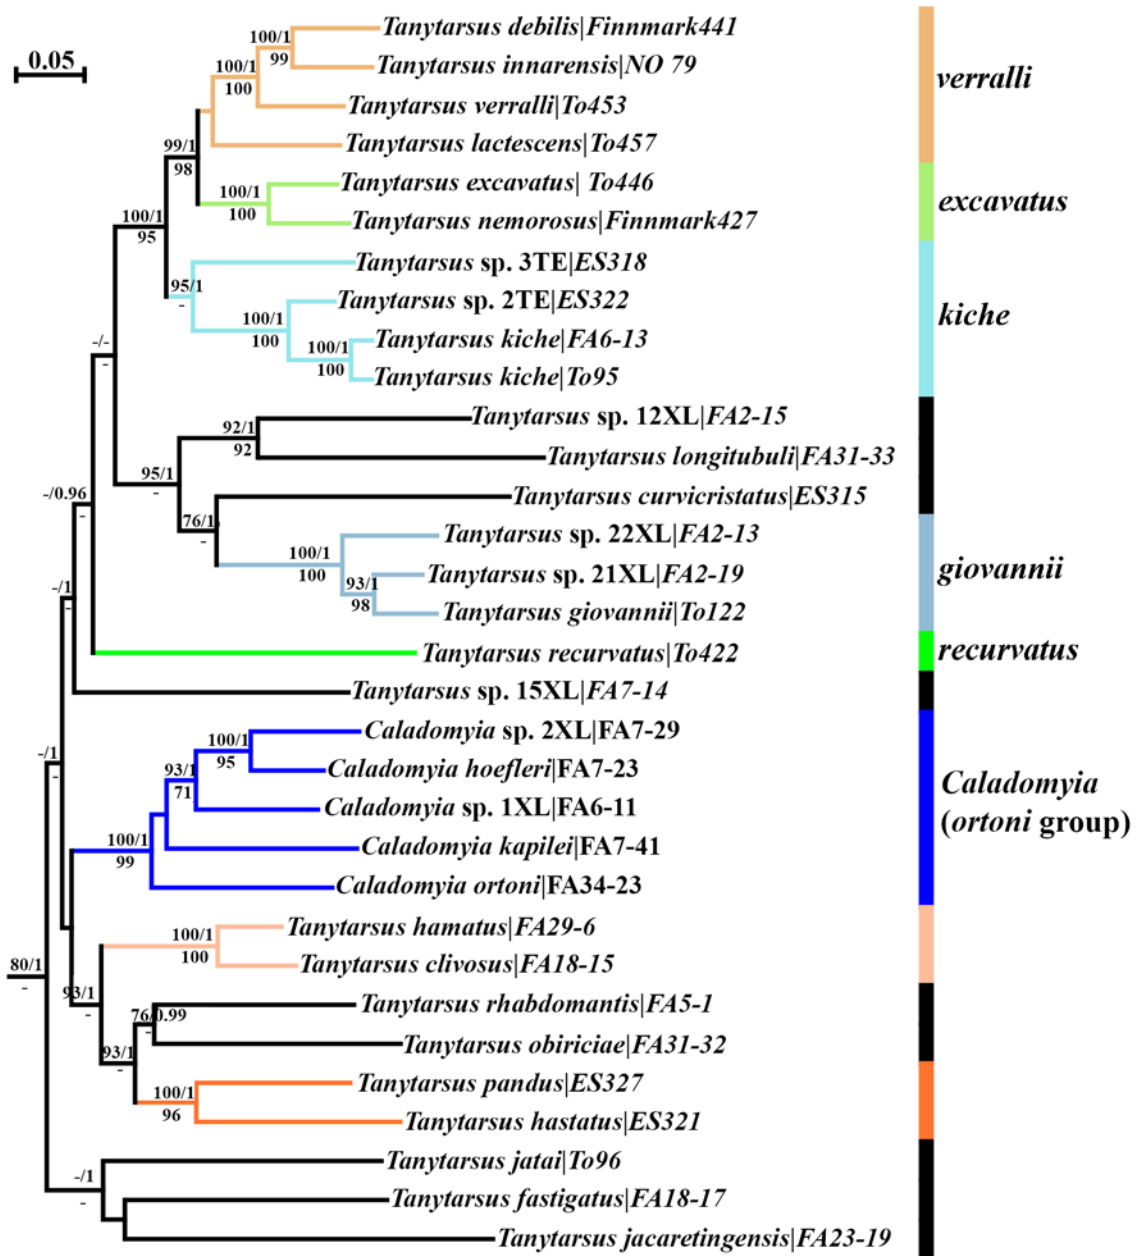 0.05
Tanytarsus debilis|Finnmark441
100/1
99
Tanytarsus innarensis|NO 79
100/1
100
Tanytarsus verralli|To453
verralli
Tanytarsus lactescens|To457
99/1
98
Tanytarsus excavatus| To446
100/1
100
Tanytarsus nemorosus|Finnmark427
excavatus
100/1
95
Tanytarsus sp. 3TE|ES318
95/1
-
Tanytarsus sp. 2TE|ES322
100/1
100
kiche
Tanytarsus kiche|FA6-13
100/1
100
Tanytarsus kiche|To95
-/-
-
Tanytarsus sp. 12XL|FA2-15
92/1
92
Tanytarsus longitubuli|FA31-33
95/1
-
Tanytarsus curvicristatus|ES315
-/0.96
-
76/1
-
Tanytarsus sp. 22XL|FA2-13
100/1
100
Tanytarsus sp. 21XL|FA2-19
93/1
98
giovannii
Tanytarsus giovannii|To122
-/1
-
Tanytarsus recurvatus|To422
recurvatus
Tanytarsus sp. 15XL|FA7-14
Caladomyia sp. 2XL|FA7-29
100/1
95
-/1
-
Caladomyia hoefleri|FA7-23
93/1
71
Caladomyia
(ortoni group)
Caladomyia sp. 1XL|FA6-11
Caladomyia kapilei|FA7-41
100/1
99
Caladomyia ortoni|FA34-23
Tanytarsus hamatus|FA29-6
100/1
100
Tanytarsus clivosus|FA18-15
80/1
-
93/1
-
Tanytarsus rhabdomantis|FA5-1
76/0.99
-
Tanytarsus obiriciae|FA31-32
93/1
-
Tanytarsus pandus|ES327
100/1
96
Tanytarsus hastatus|ES321
Tanytarsus jatai|To96
-/1
-
Tanytarsus fastigatus|FA18-17
Tanytarsus jacaretingensis|FA23-19